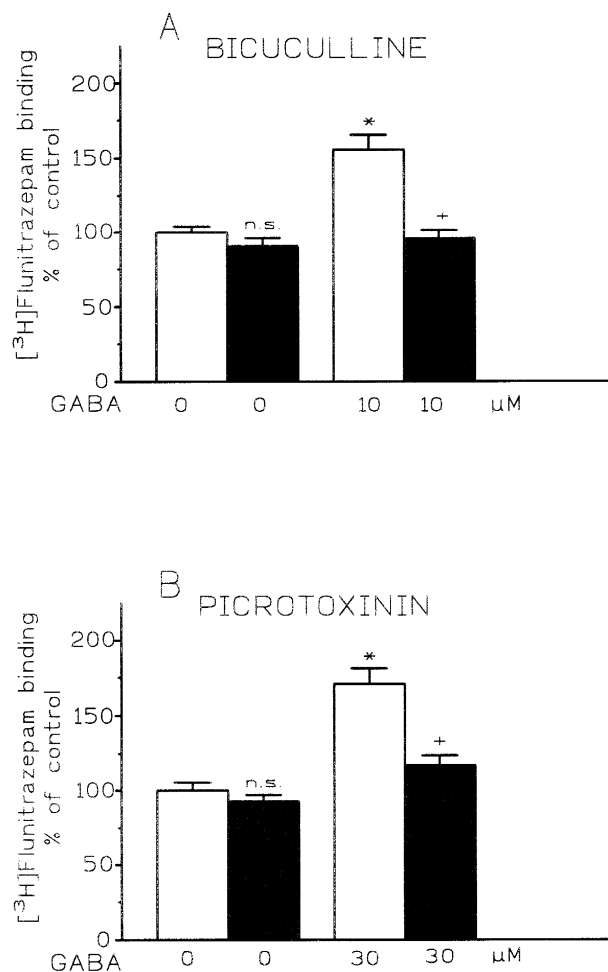 A
BICUCULLINE
[³H]Flunitrazepam binding
% of control
200
150
100
50
0
n.s.
*
+
GABA 0 0 10 10 µM
B
PICROTOXININ
[³H]Flunitrazepam binding
% of control
200
150
100
50
0
n.s.
*
+
GABA 0 0 30 30 µM